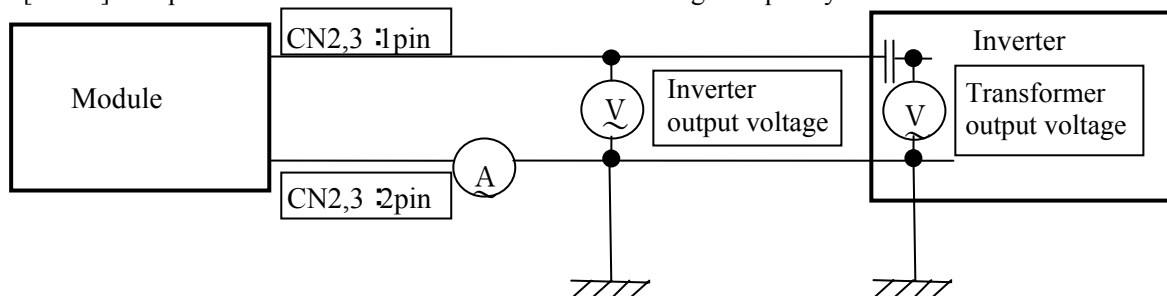 CN2,3 :1pin
Module
Inverter
output voltage
Inverter
Transformer
output voltage
V
V
A
CN2,3 :2pin